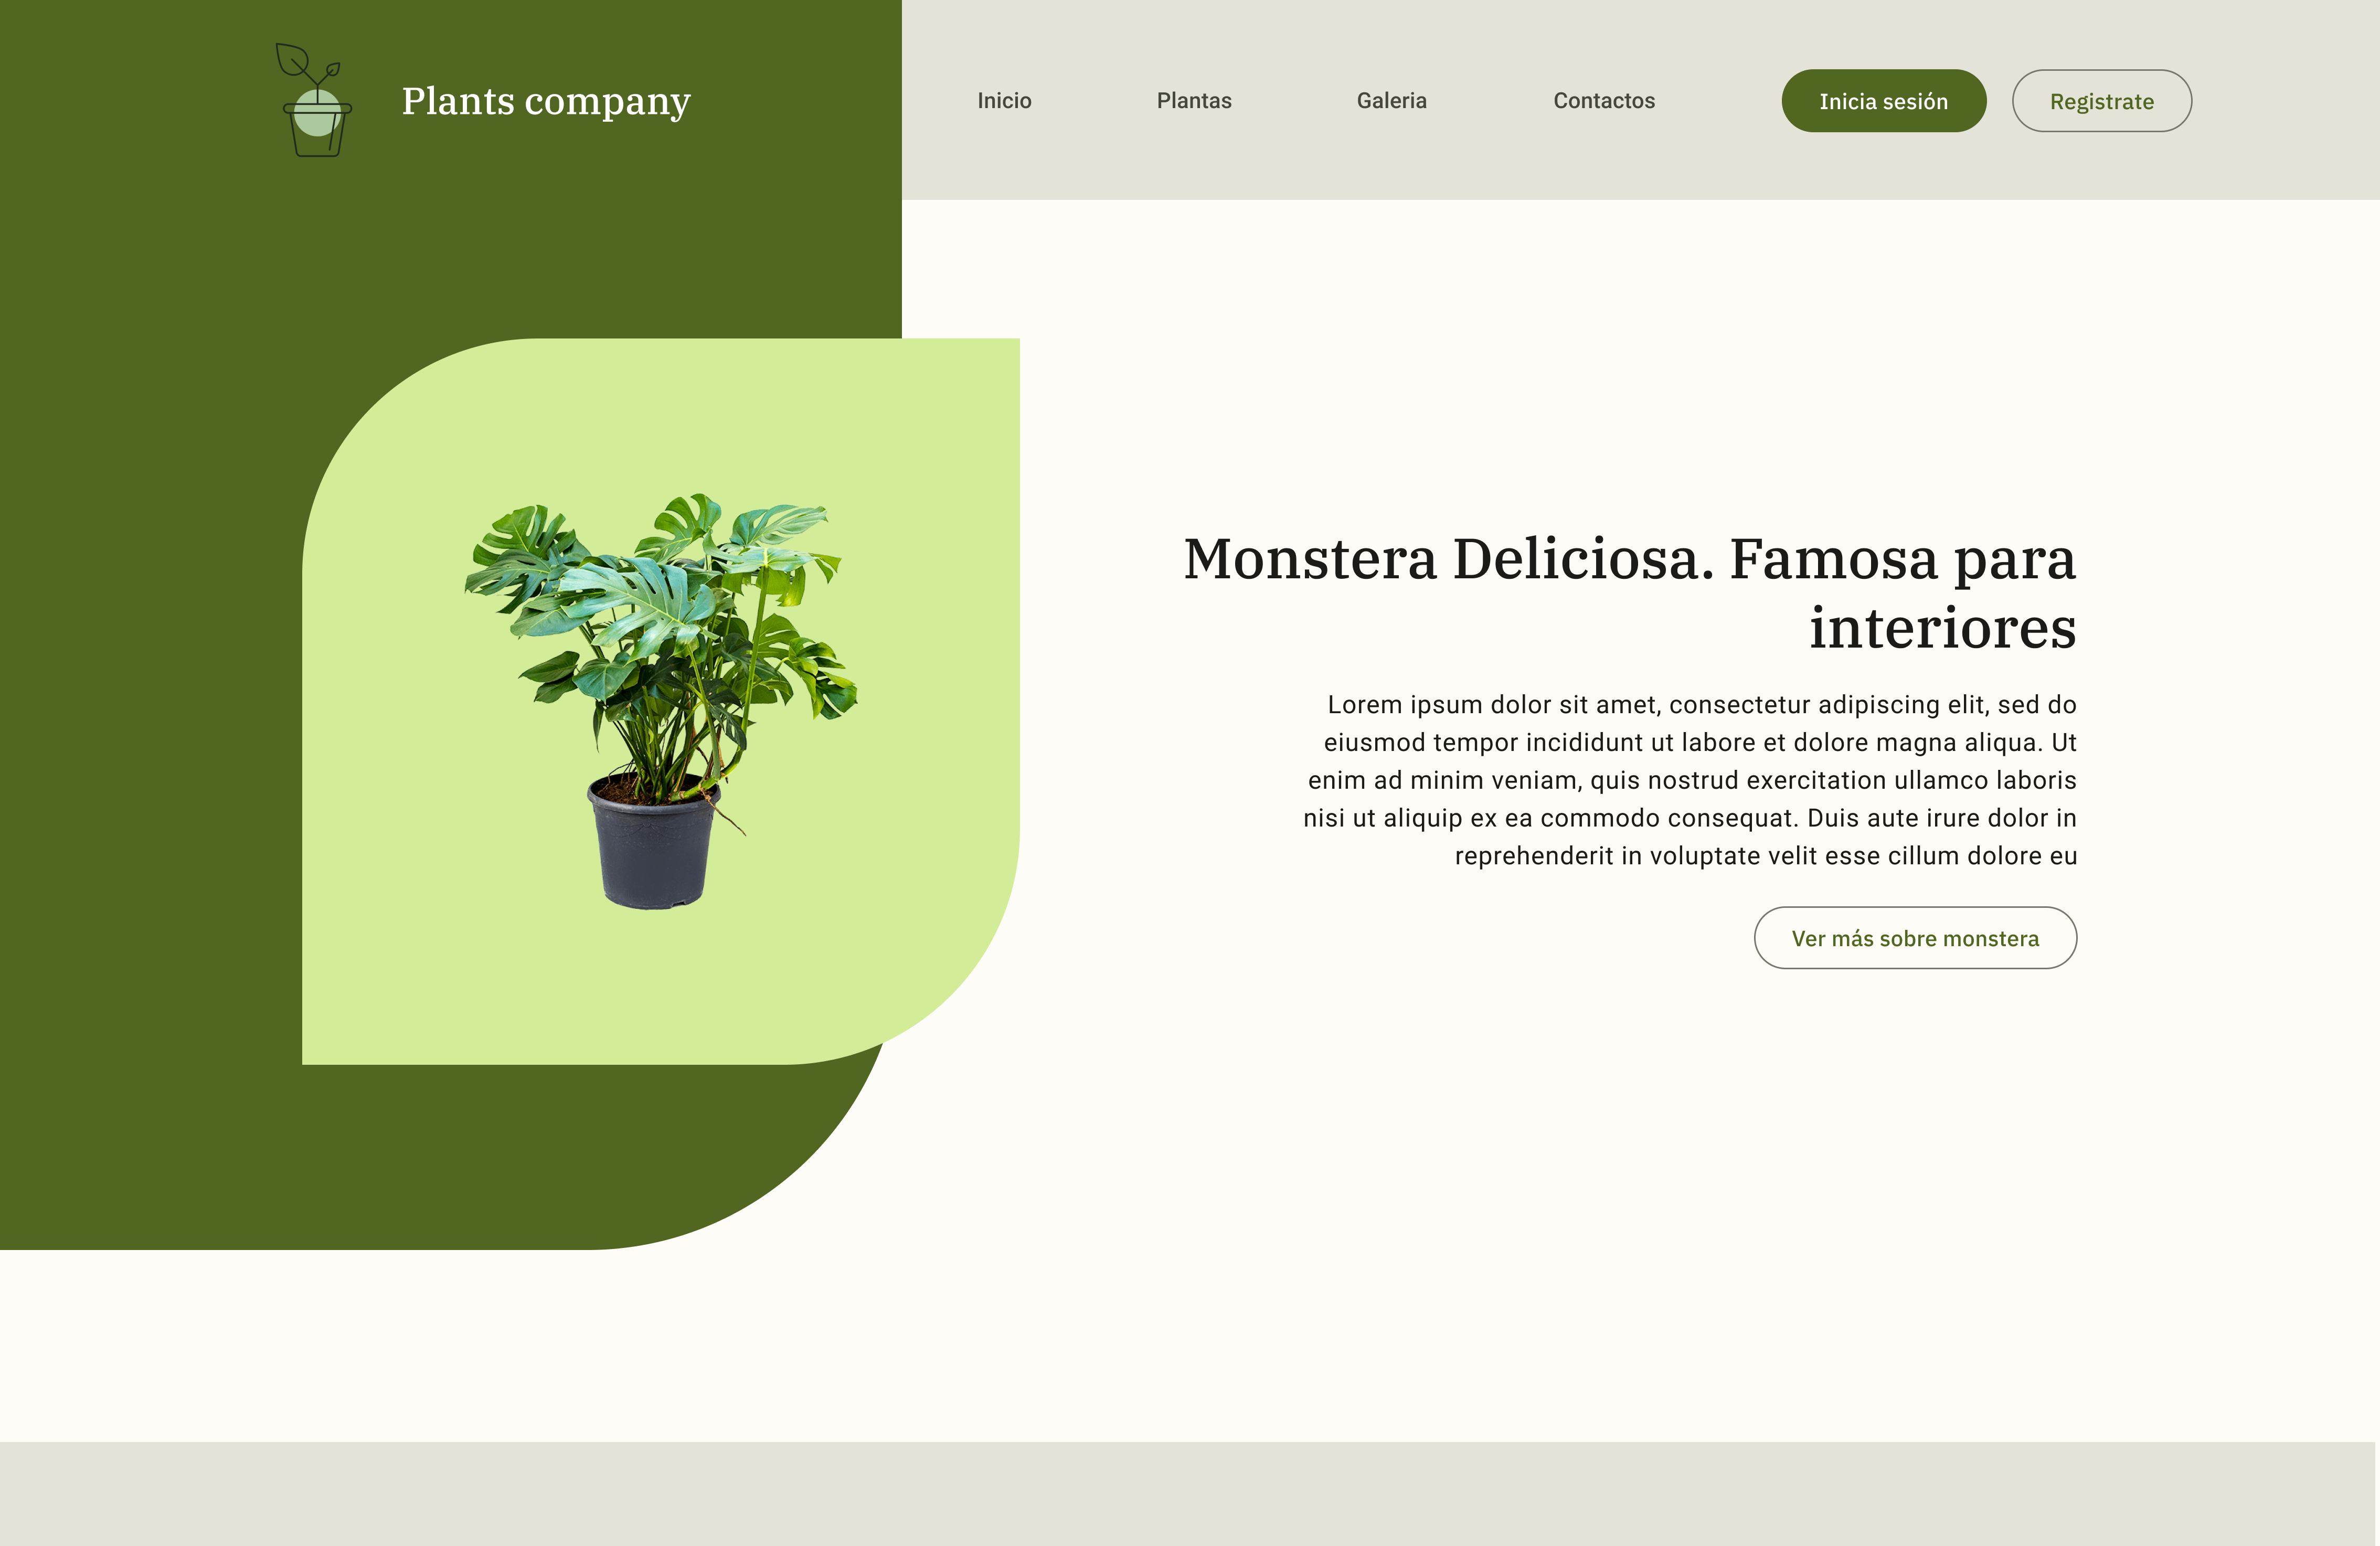 Plants company
Inicio
Plantas
Galeria
Contactos
Inicia sesión
Registrate
Monstera Deliciosa. Famosa para
interiores
Lorem ipsum dolor sit amet, consectetur adipiscing elit, sed do
eiusmod tempor incididunt ut labore et dolore magna aliqua. Ut
enim ad minim veniam, quis nostrud exercitation ullamco laboris
nisi ut aliquip ex ea commodo consequat. Duis aute irure dolor in
reprehenderit in voluptate velit esse cillum dolore eu
Ver más sobre monstera